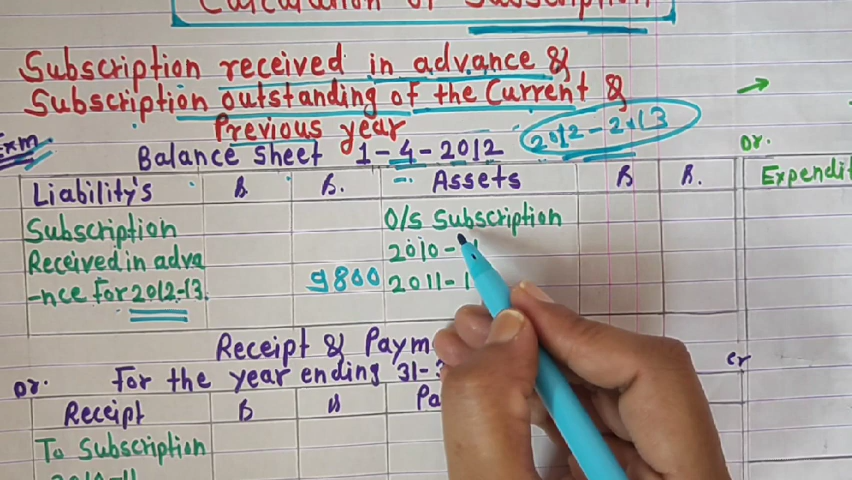 Calculation of Subscription
Subscription received in advance &
Subscription outstanding of the Current &
Previous year
2012-2013
Exm
Balance sheet 1-4-2012
Dr.
Liability's ₨ ₨. Assets ₨ ₨.
Expendit
Subscription
Received in adva
-nce for 2012-13.
9800
O/s Subscription
2010-11
2011-1
Receipt & Paym
Dr. For the year ending 31-
cr
Receipt ₨ ₨ Pa
To Subscription
2010-11